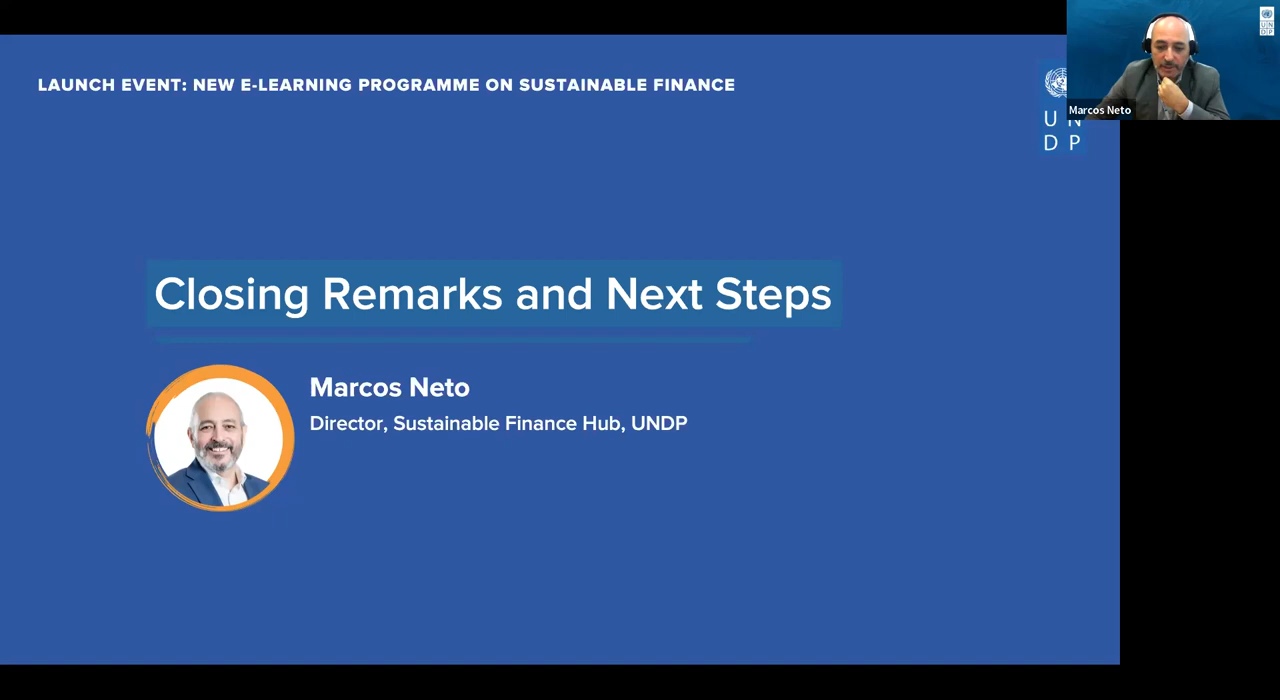 LAUNCH EVENT: NEW E-LEARNING PROGRAMME ON SUSTAINABLE FINANCE
U N
D P
Marcos Neto
U N
D P
Closing Remarks and Next Steps
Marcos Neto
Director, Sustainable Finance Hub, UNDP